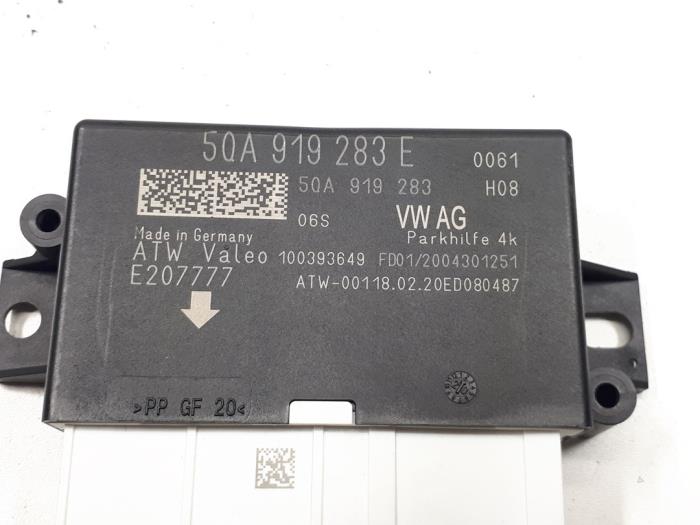 5QA 919 283 E 0061
5QA 919 283 H08
06S VW AG
Made in Germany Parkhilfe 4k
ATW Valeo 100393649 FD01/2004301251
E207777 ATW-00118.02.20ED080487
>PP GF 20<